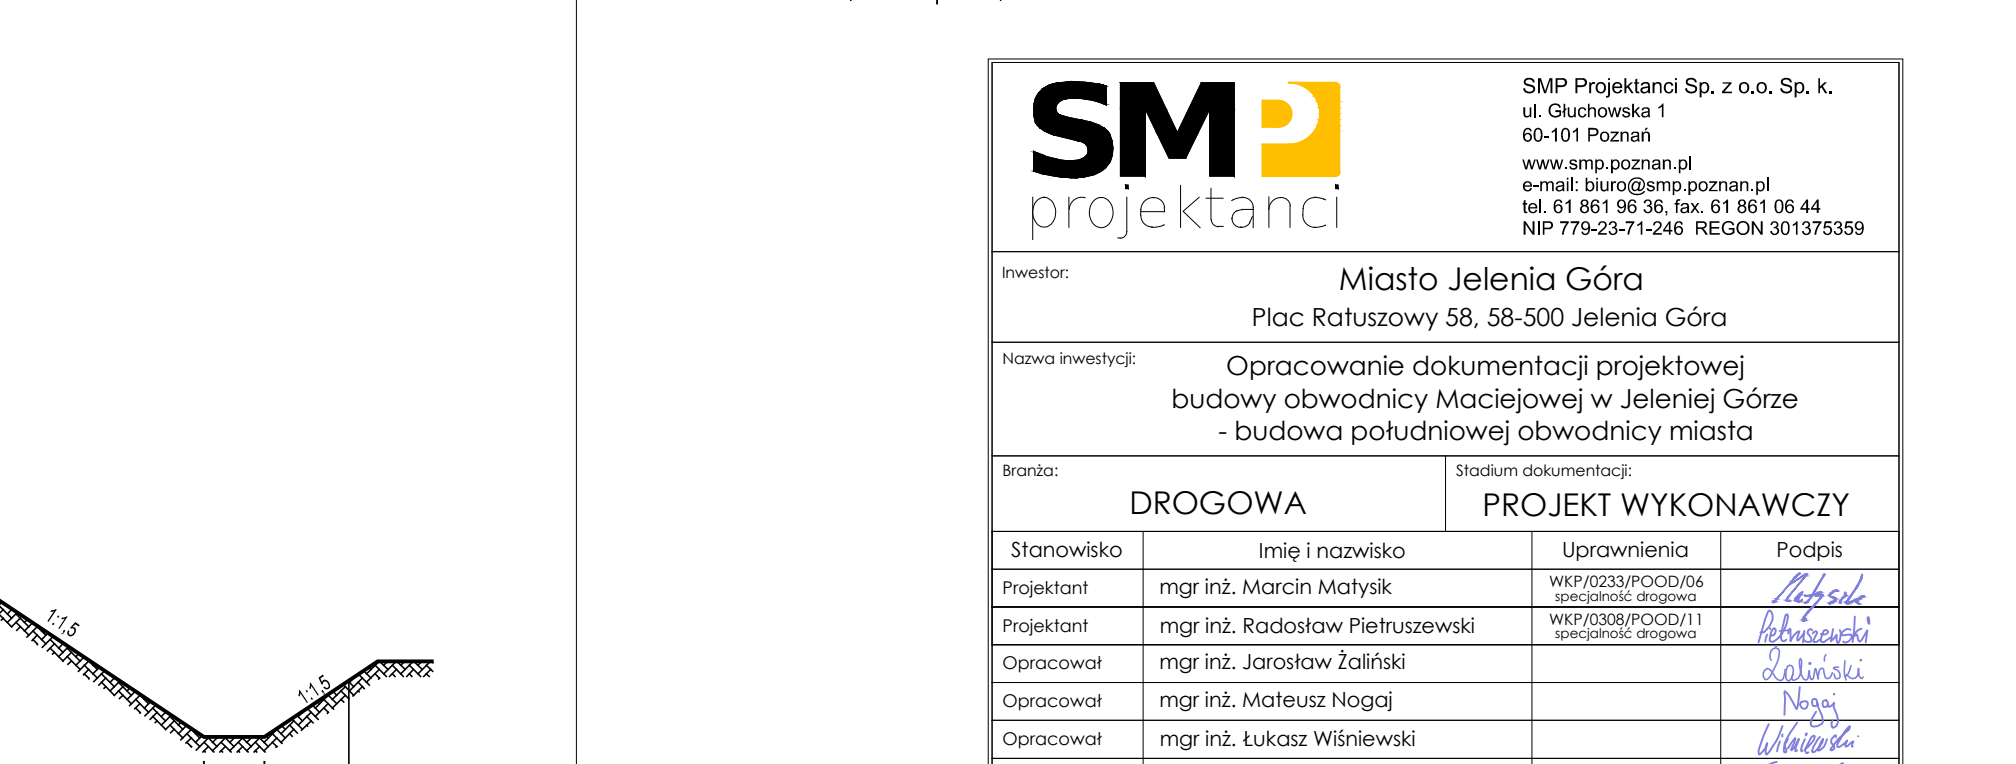 SMP
projektanci
SMP Projektanci Sp. z o.o. Sp. k.
ul. Głuchowska 1
60-101 Poznań
www.smp.poznan.pl
e-mail: biuro@smp.poznan.pl
tel. 61 861 96 36, fax. 61 861 06 44
NIP 779-23-71-246 REGON 301375359
Inwestor:
Miasto Jelenia Góra
Plac Ratuszowy 58, 58-500 Jelenia Góra
Nazwa inwestycji:
Opracowanie dokumentacji projektowej
budowy obwodnicy Maciejowej w Jeleniej Górze
- budowa południowej obwodnicy miasta
Branża:
DROGOWA
Stadium dokumentacji:
PROJEKT WYKONAWCZY
Stanowisko Imię i nazwisko Uprawnienia Podpis
Projektant mgr inż. Marcin Matysik WKP/0233/POOD/06 Matysik
specjalność drogowa
Projektant mgr inż. Radosław Pietruszewski WKP/0308/POOD/11 Pietruszewski
specjalność drogowa
Opracował mgr inż. Jarosław Żaliński Żaliński
Opracował mgr inż. Mateusz Nogaj Nogaj
Opracował mgr inż. Łukasz Wiśniewski Wiśniewski
1:1,5
1:1,5